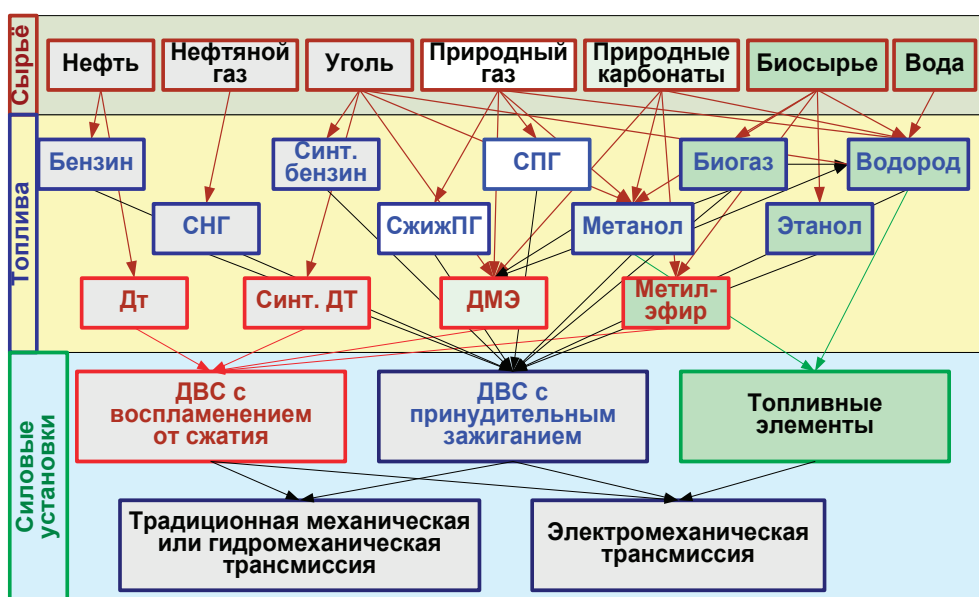 Сырьё
Нефть
Нефтяной
газ
Уголь
Природный
газ
Природные
карбонаты
Биосырье
Вода
Топлива
Бензин
Синт.
бензин
СПГ
Биогаз
Водород
СНГ
СжижПГ
Метанол
Этанол
Дт
Синт. ДТ
ДМЭ
Метил-
эфир
Силовые
установки
ДВС с
воспламенением
от сжатия
ДВС с
принудительным
зажиганием
Топливные
элементы
Традиционная механическая
или гидромеханическая
трансмиссия
Электромеханическая
трансмиссия